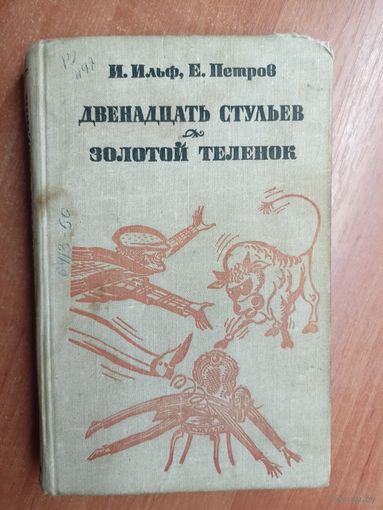 И. Ильф, Е. Петров
ДВЕНАДЦАТЬ СТУЛЬЕВ
ЗОЛОТОЙ ТЕЛЕНОК